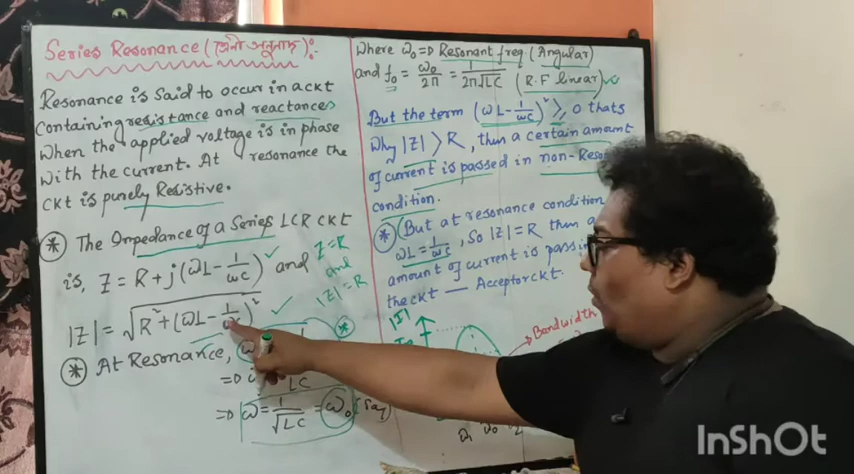 Series Resonance (শ্রেণী অনুনাদ):-
Resonance is said to occur in a ckt
containing resistance and reactances
when the applied voltage is in phase
with the current. At resonance the
ckt is purely Resistive.
* The Impedance of a Series LCR ckt
is, Z = R + j(ωL - 1/ωC) ✓ and Z=R
and
|Z| = R
|Z| = √R² + (ωL - 1/ωC)² ✓
* At Resonance,
LC
⇒ ω = 1/√LC = ω₀ (say)
Where ω₀ ⇒ Resonant freq. (Angular)
and f₀ = ω₀/2π = 1/2π√LC (R.F linear) ✓
But the term (ωL - 1/ωC)² ≥ 0 thats
why |Z| > R, then a certain amount
of current is passed in non-Reso
condition.
* (But at resonance condition
ωL = 1/ωC, So |Z| = R then a
amount of current is passin
the ckt — Acceptor ckt.
|I|
Bandwidth
InShOt